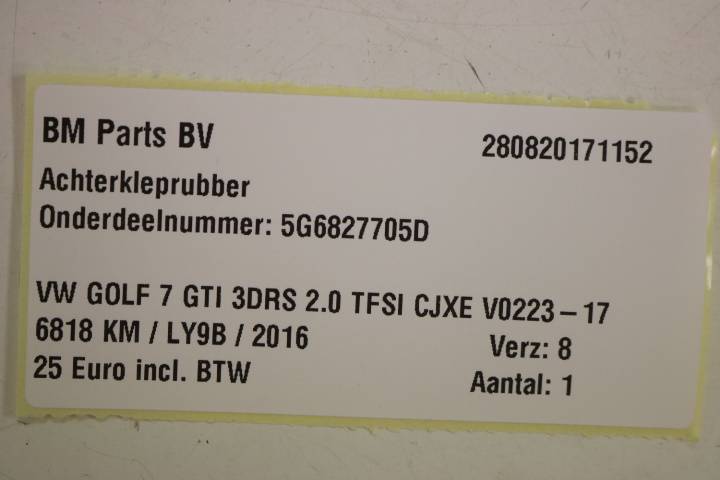 BM Parts BV 280820171152
Achterkleprubber
Onderdeelnummer: 5G6827705D
VW GOLF 7 GTI 3DRS 2.0 TFSI CJXE V0223-17
6818 KM / LY9B / 2016 Verz: 8
25 Euro incl. BTW Aantal: 1